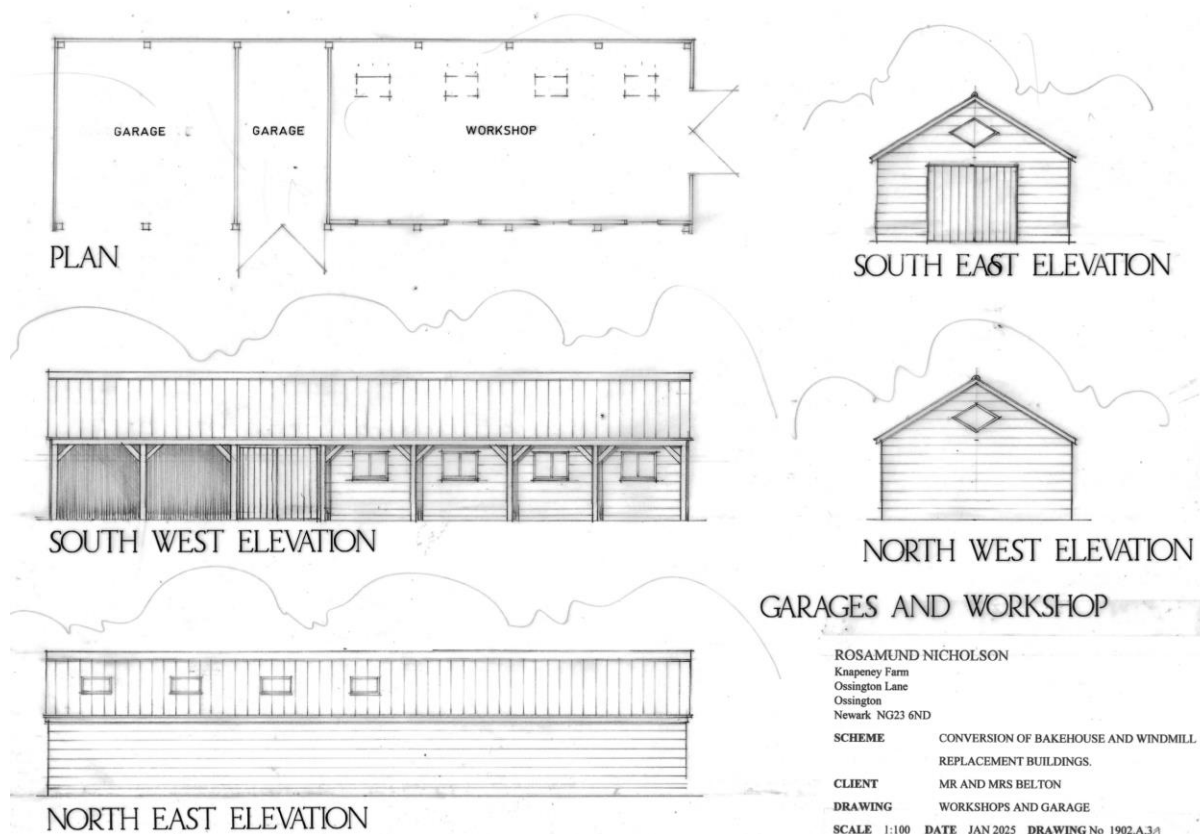 GARAGE GARAGE WORKSHOP
PLAN
SOUTH EAST ELEVATION
SOUTH WEST ELEVATION
NORTH WEST ELEVATION
NORTH EAST ELEVATION
GARAGES AND WORKSHOP
ROSAMUND NICHOLSON
Knapeney Farm
Ossington Lane
Ossington
Newark NG23 6ND
SCHEME CONVERSION OF BAKEHOUSE AND WINDMILL
REPLACEMENT BUILDINGS.
CLIENT MR AND MRS BELTON
DRAWING WORKSHOPS AND GARAGE
SCALE 1:100 DATE JAN 2025 DRAWING No